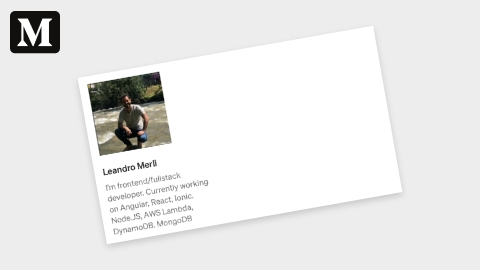 M
Leandro Merli
I'm frontend/fullstack
developer. Currently working
on Angular, React, Ionic.
Node.JS, AWS Lambda,
DynamoDB, MongoDB